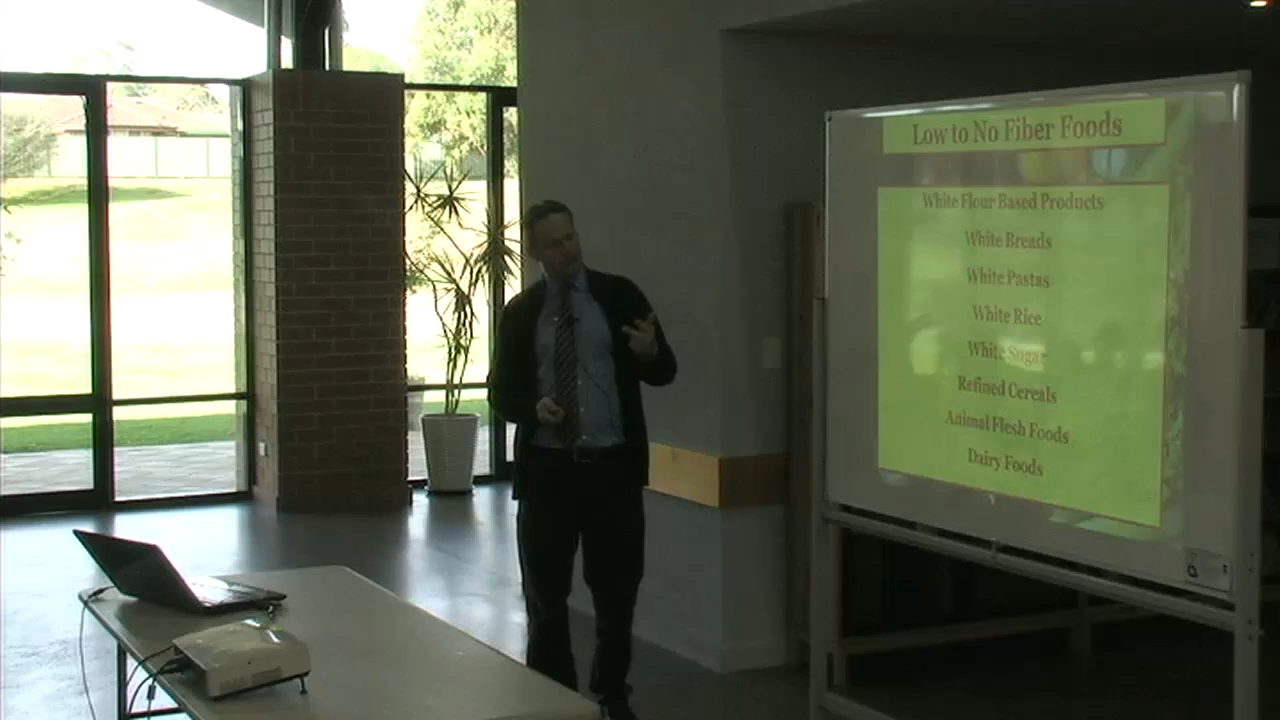 Low to No Fiber Foods
White Flour Based Products
White Breads
White Pastas
White Rice
White Sugar
Refined Cereals
Animal Flesh Foods
Dairy Foods